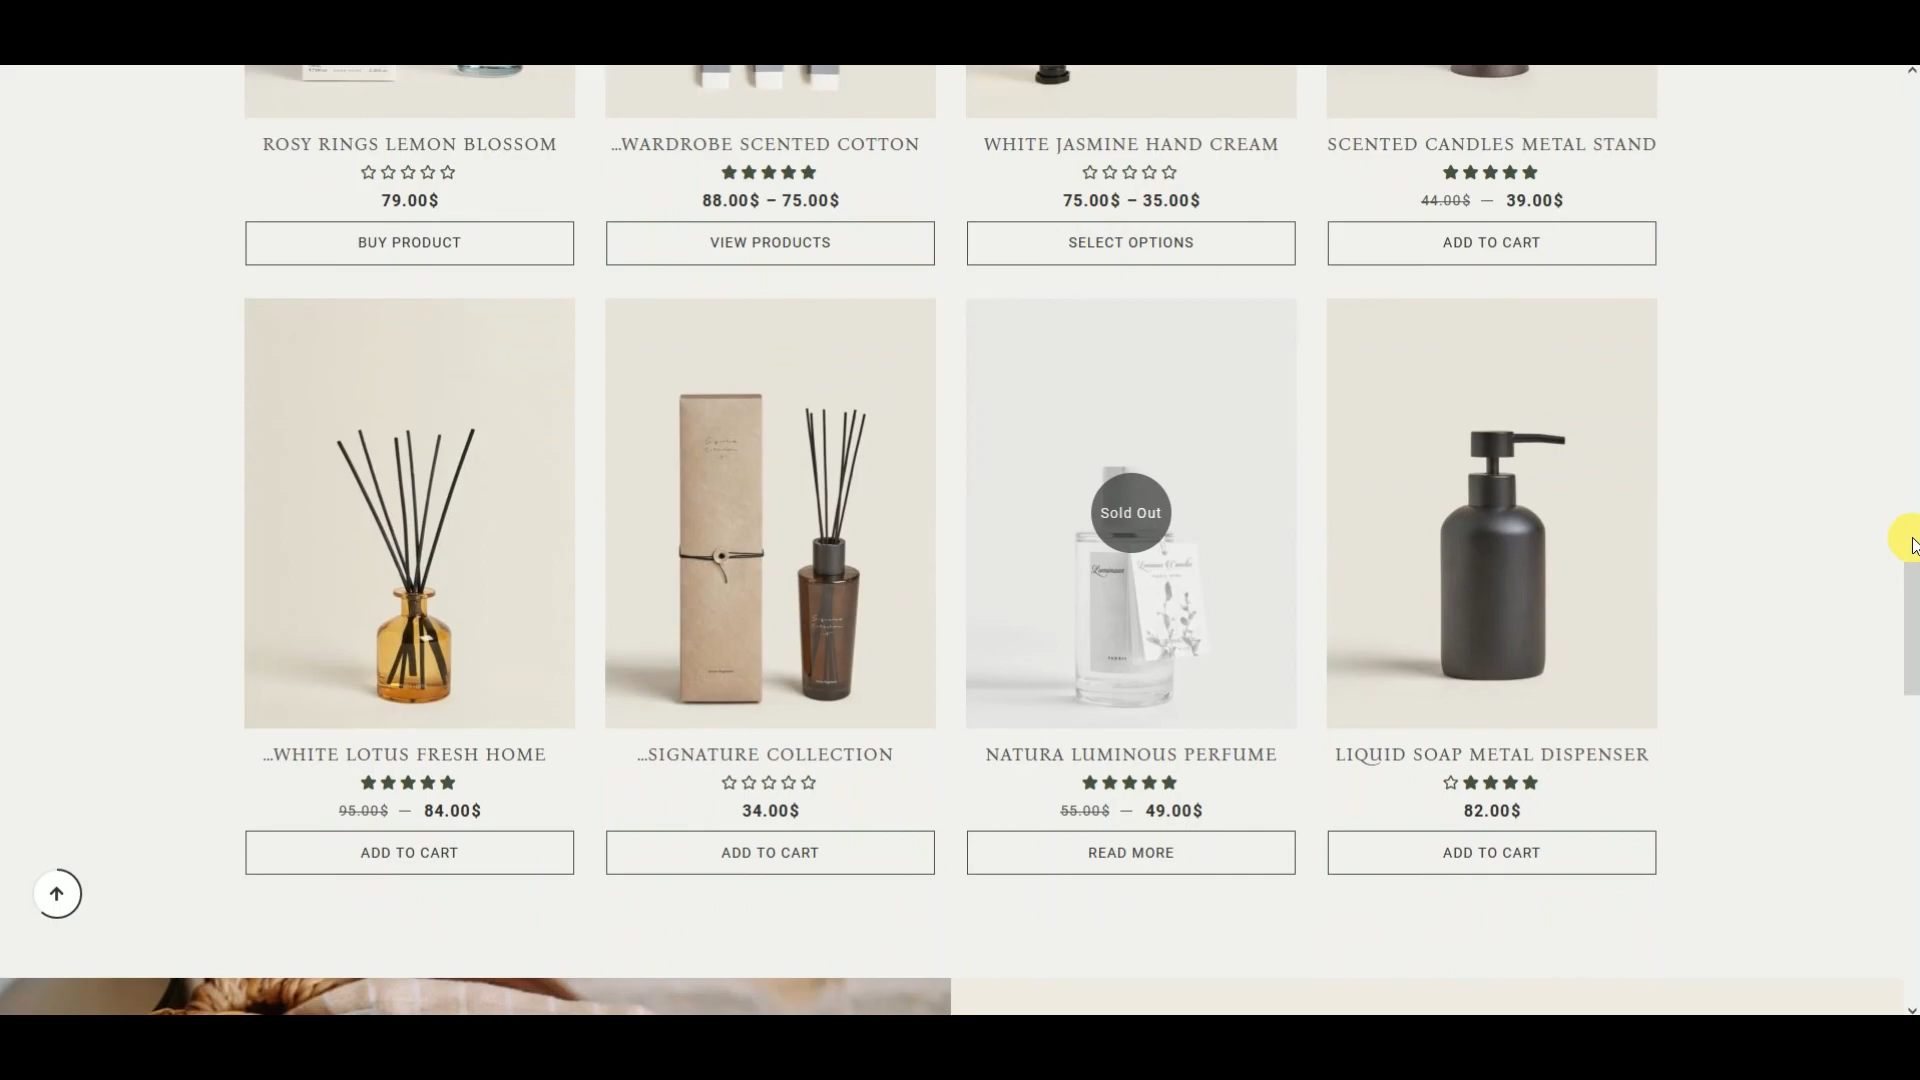 ROSY RINGS LEMON BLOSSOM
79.00$
BUY PRODUCT
...WARDROBE SCENTED COTTON
88.00$ – 75.00$
VIEW PRODUCTS
WHITE JASMINE HAND CREAM
75.00$ – 35.00$
SELECT OPTIONS
SCENTED CANDLES METAL STAND
44.00$ — 39.00$
ADD TO CART
...WHITE LOTUS FRESH HOME
95.00$ — 84.00$
ADD TO CART
...SIGNATURE COLLECTION
34.00$
ADD TO CART
Sold Out
Luminous
NATURA LUMINOUS PERFUME
55.00$ — 49.00$
READ MORE
LIQUID SOAP METAL DISPENSER
82.00$
ADD TO CART